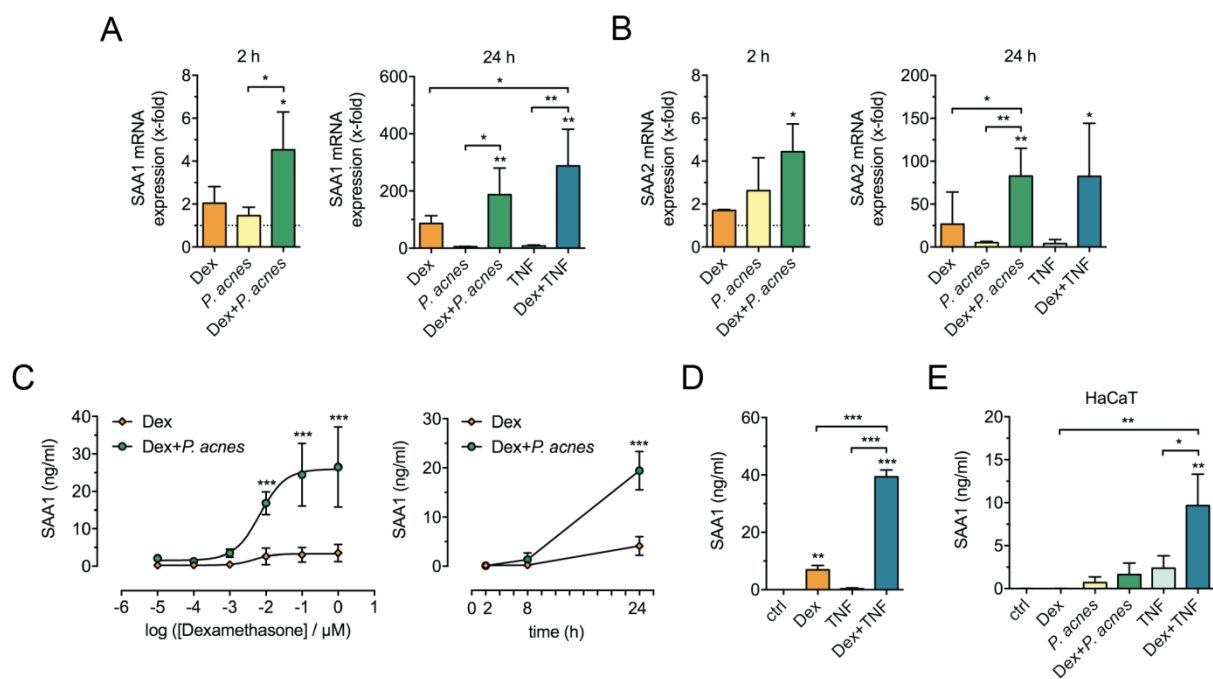 A
2 h
SAA1 mRNA
expression (x-fold)
8
6
4
2
0
*
*
Dex
P. acnes
Dex+P. acnes
24 h
SAA1 mRNA
expression (x-fold)
600
400
200
0
*
**
*
**
**
Dex
P. acnes
Dex+P. acnes
TNF
Dex+TNF
B
2 h
SAA2 mRNA
expression (x-fold)
8
6
4
2
0
*
Dex
P. acnes
Dex+P. acnes
24 h
SAA2 mRNA
expression (x-fold)
200
150
100
50
0
*
**
**
*
Dex
P. acnes
Dex+P. acnes
TNF
Dex+TNF
C
Dex
Dex+P. acnes
SAA1 (ng/ml)
40
30
20
10
0
***
***
***
-6 -5 -4 -3 -2 -1 0 1
log ([Dexamethasone] / µM)
Dex
Dex+P. acnes
SAA1 (ng/ml)
30
20
10
0
***
0 2 8 24
time (h)
D
SAA1 (ng/ml)
60
40
20
0
***
***
***
**
ctrl
Dex
TNF
Dex+TNF
E
HaCaT
SAA1 (ng/ml)
20
15
10
5
0
**
*
**
ctrl
Dex
P. acnes
Dex+P. acnes
TNF
Dex+TNF